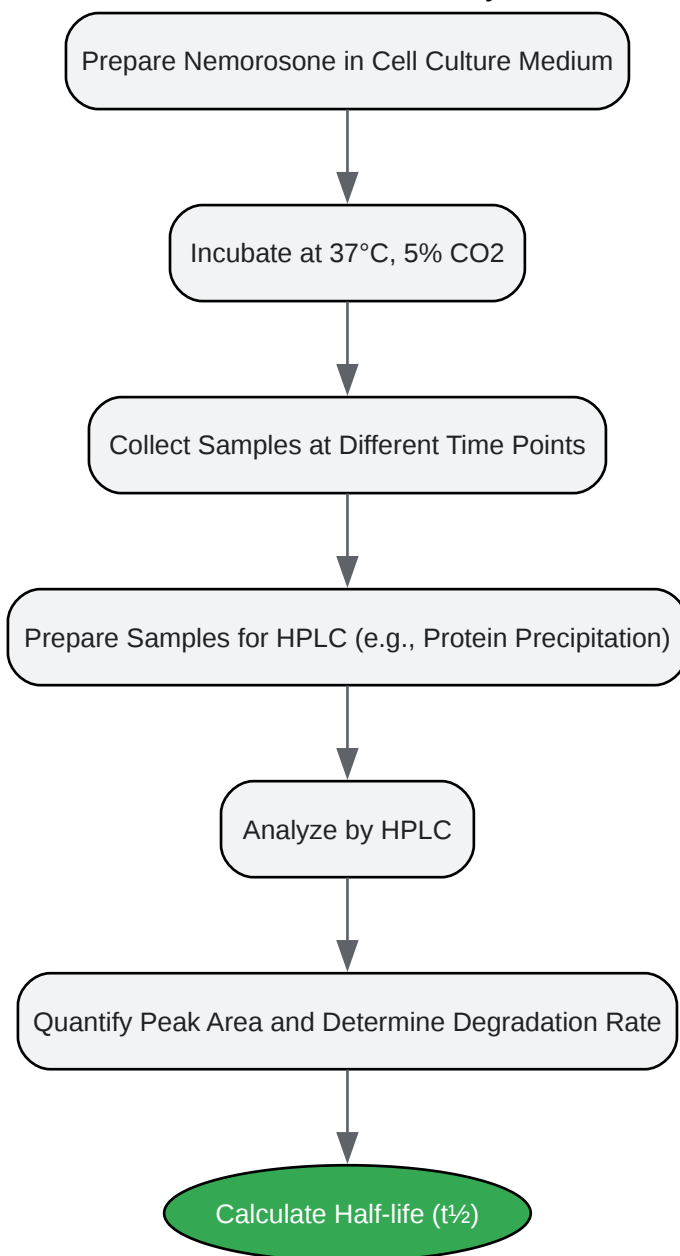 Prepare Nemorosone in Cell Culture Medium
Incubate at 37°C, 5% CO2
Collect Samples at Different Time Points
Prepare Samples for HPLC (e.g., Protein Precipitation)
Analyze by HPLC
Quantify Peak Area and Determine Degradation Rate
Calculate Half-life (t½)